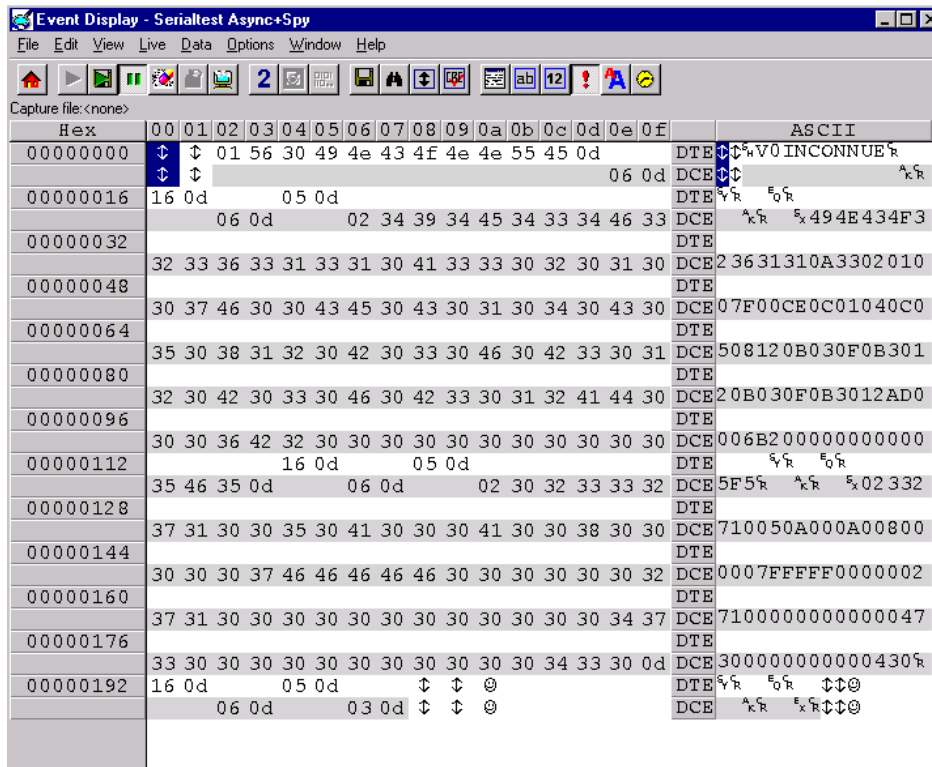 Event Display - Serialtest Async+Spy
File Edit View Live Data Options Window Help
Capture file:<none>
Hex 00 01 02 03 04 05 06 07 08 09 0a 0b 0c 0d 0e 0f ASCII
00000000 ↕ ↕ 01 56 30 49 4e 43 4f 4e 4e 55 45 0d DTE ↕↕ V0INCONNUE
↕ ↕ 06 0d DCE ↕↕
00000016 16 0d 05 0d DTE
06 0d 02 34 39 34 45 34 33 34 46 33 DCE 494E434F3
00000032 DTE
32 33 36 33 31 33 31 30 41 33 33 30 32 30 31 30 DCE 23631310A3302010
00000048 DTE
30 37 46 30 30 43 45 30 43 30 31 30 34 30 43 30 DCE 07F00CE0C01040C0
00000064 DTE
35 30 38 31 32 30 42 30 33 30 46 30 42 33 30 31 DCE 508120B030F0B301
00000080 DTE
32 30 42 30 33 30 46 30 42 33 30 31 32 41 44 30 DCE 20B030F0B3012AD0
00000096 DTE
30 30 36 42 32 30 30 30 30 30 30 30 30 30 30 30 DCE 006B200000000000
00000112 16 0d 05 0d DTE
35 46 35 0d 06 0d 02 30 32 33 33 32 DCE 5F5 02332
00000128 DTE
37 31 30 30 35 30 41 30 30 30 41 30 30 38 30 30 DCE 710050A000A00800
00000144 DTE
30 30 30 37 46 46 46 46 46 30 30 30 30 30 30 32 DCE 0007FFFFF0000002
00000160 DTE
37 31 30 30 30 30 30 30 30 30 30 30 30 30 34 37 DCE 7100000000000047
00000176 DTE
33 30 30 30 30 30 30 30 30 30 30 30 34 33 30 0d DCE 300000000000430
00000192 16 0d 05 0d ↕ ↕ ☺ DTE ↕↕☺
06 0d 03 0d ↕ ↕ ☺ DCE ↕↕☺